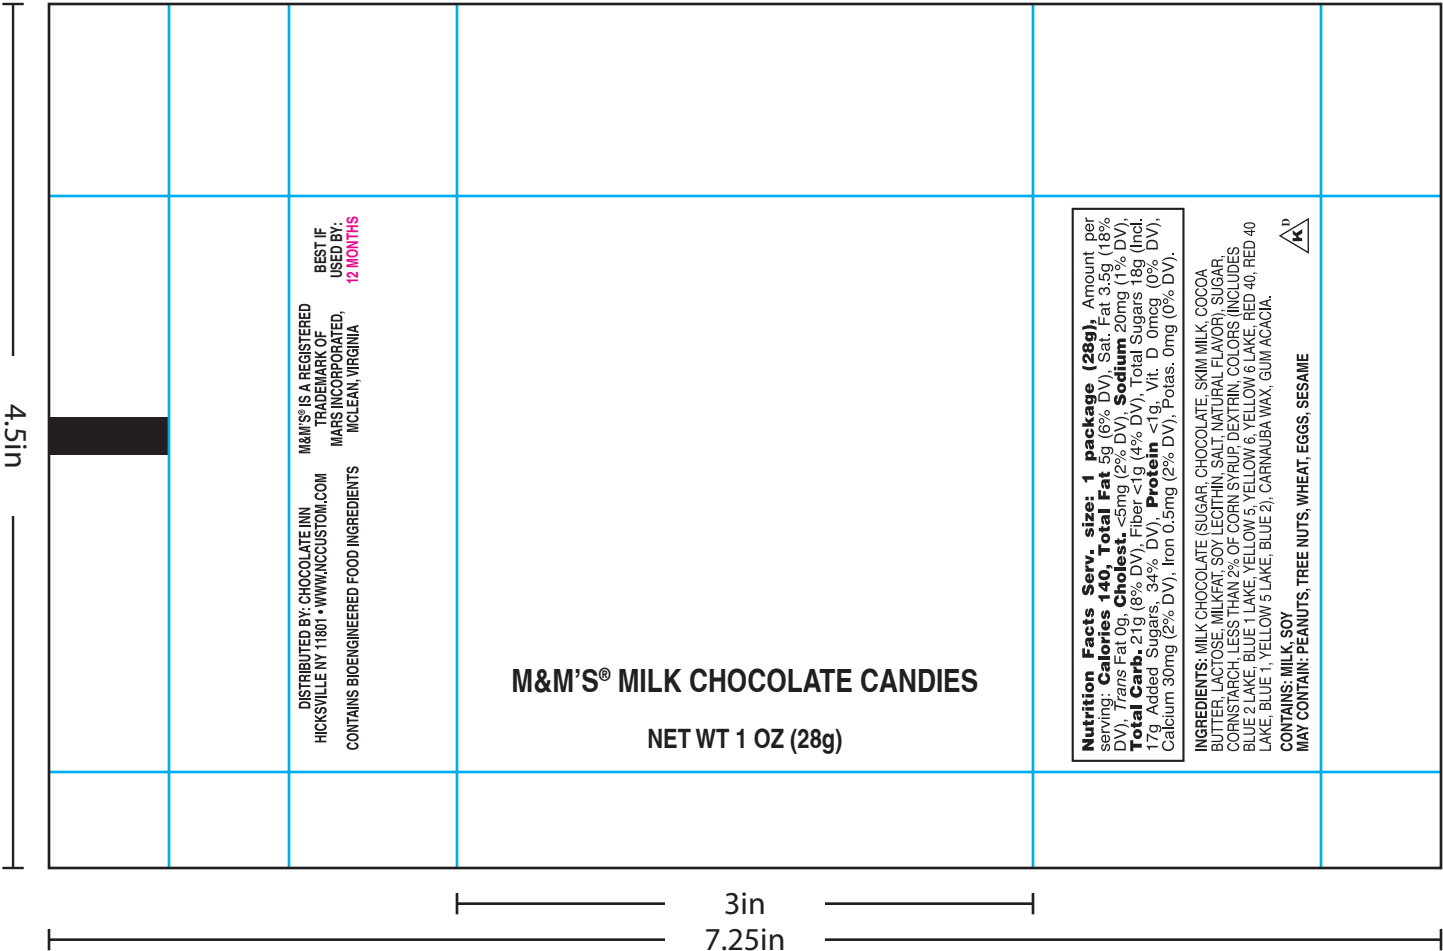 4.5in
DISTRIBUTED BY: CHOCOLATE INN
HICKSVILLE NY 11801 • WWW.NCCUSTOM.COM
CONTAINS BIOENGINEERED FOOD INGREDIENTS
M&M'S® IS A REGISTERED
TRADEMARK OF
MARS INCORPORATED,
MCLEAN, VIRGINIA
BEST IF
USED BY:
12 MONTHS
M&M'S® MILK CHOCOLATE CANDIES
NET WT 1 OZ (28g)
Nutrition Facts Serv. size: 1 package (28g), Amount per
serving: Calories 140, Total Fat 5g (6% DV), Sat. Fat 3.5g (18%
DV), Trans Fat 0g, Cholest. <5mg (2% DV), Sodium 20mg (1% DV),
Total Carb. 21g (8% DV), Fiber <1g (4% DV), Total Sugars 18g (Incl.
17g Added Sugars, 34% DV), Protein <1g, Vit. D 0mcg (0% DV),
Calcium 30mg (2% DV), Iron 0.5mg (2% DV), Potas. 0mg (0% DV).
INGREDIENTS: MILK CHOCOLATE (SUGAR, CHOCOLATE, SKIM MILK, COCOA
BUTTER, LACTOSE, MILKFAT, SOY LECITHIN, SALT, NATURAL FLAVOR), SUGAR,
CORNSTARCH, LESS THAN 2% OF CORN SYRUP, DEXTRIN, COLORS (INCLUDES
BLUE 2 LAKE, BLUE 1 LAKE, YELLOW 5, YELLOW 6, YELLOW 6 LAKE, RED 40, RED 40
LAKE, BLUE 1, YELLOW 5 LAKE, BLUE 2), CARNAUBA WAX, GUM ACACIA.
CONTAINS: MILK, SOY
MAY CONTAIN: PEANUTS, TREE NUTS, WHEAT, EGGS, SESAME
K D
3in
7.25in